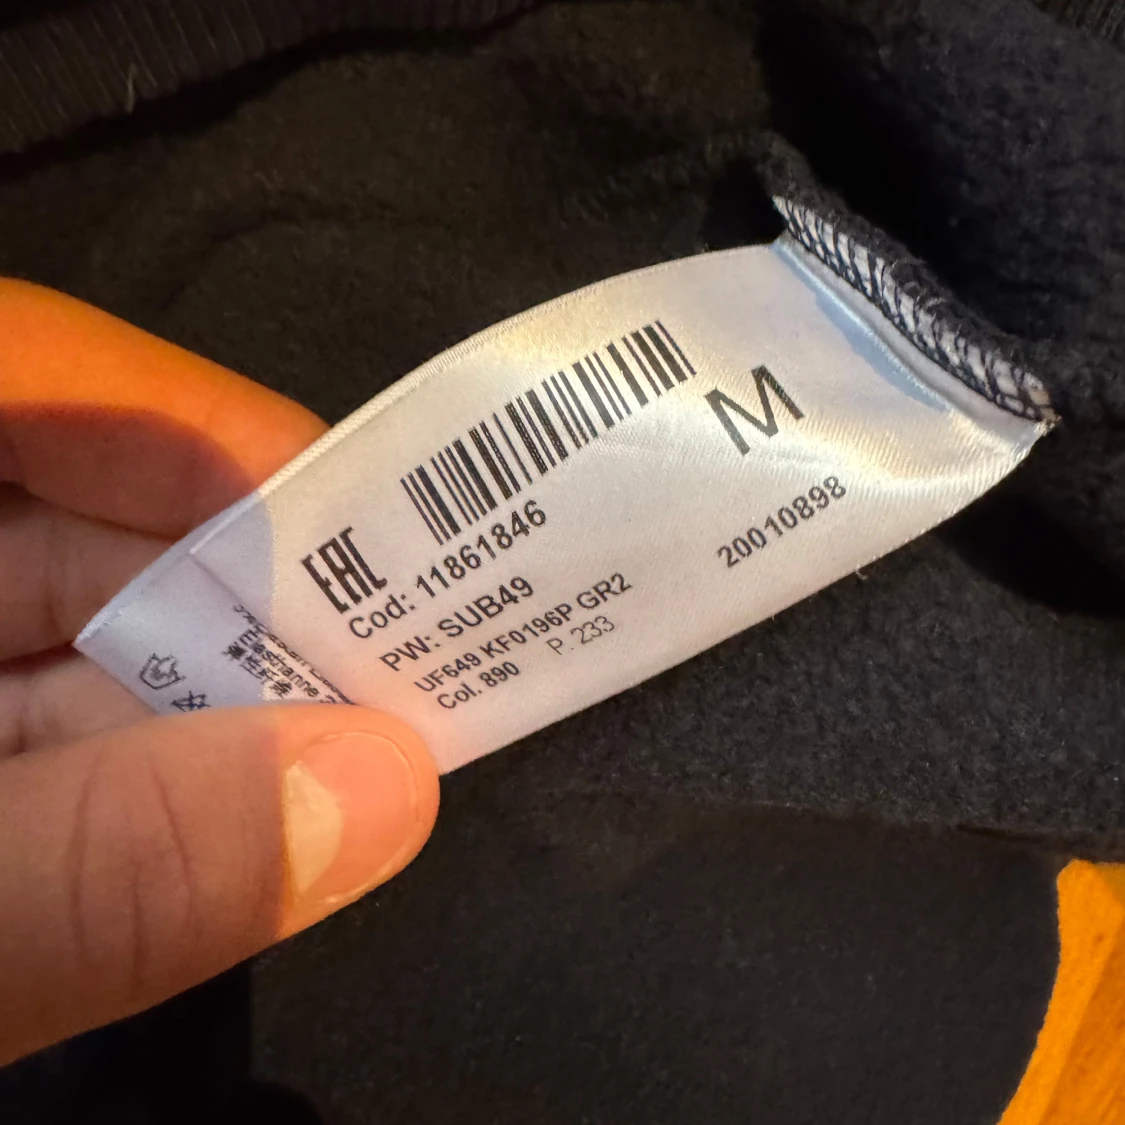 M
EAC
Cod: 11861846
20010898
PW: SUB49
UF649 KF0196P GR2
Col. 890 P. 233